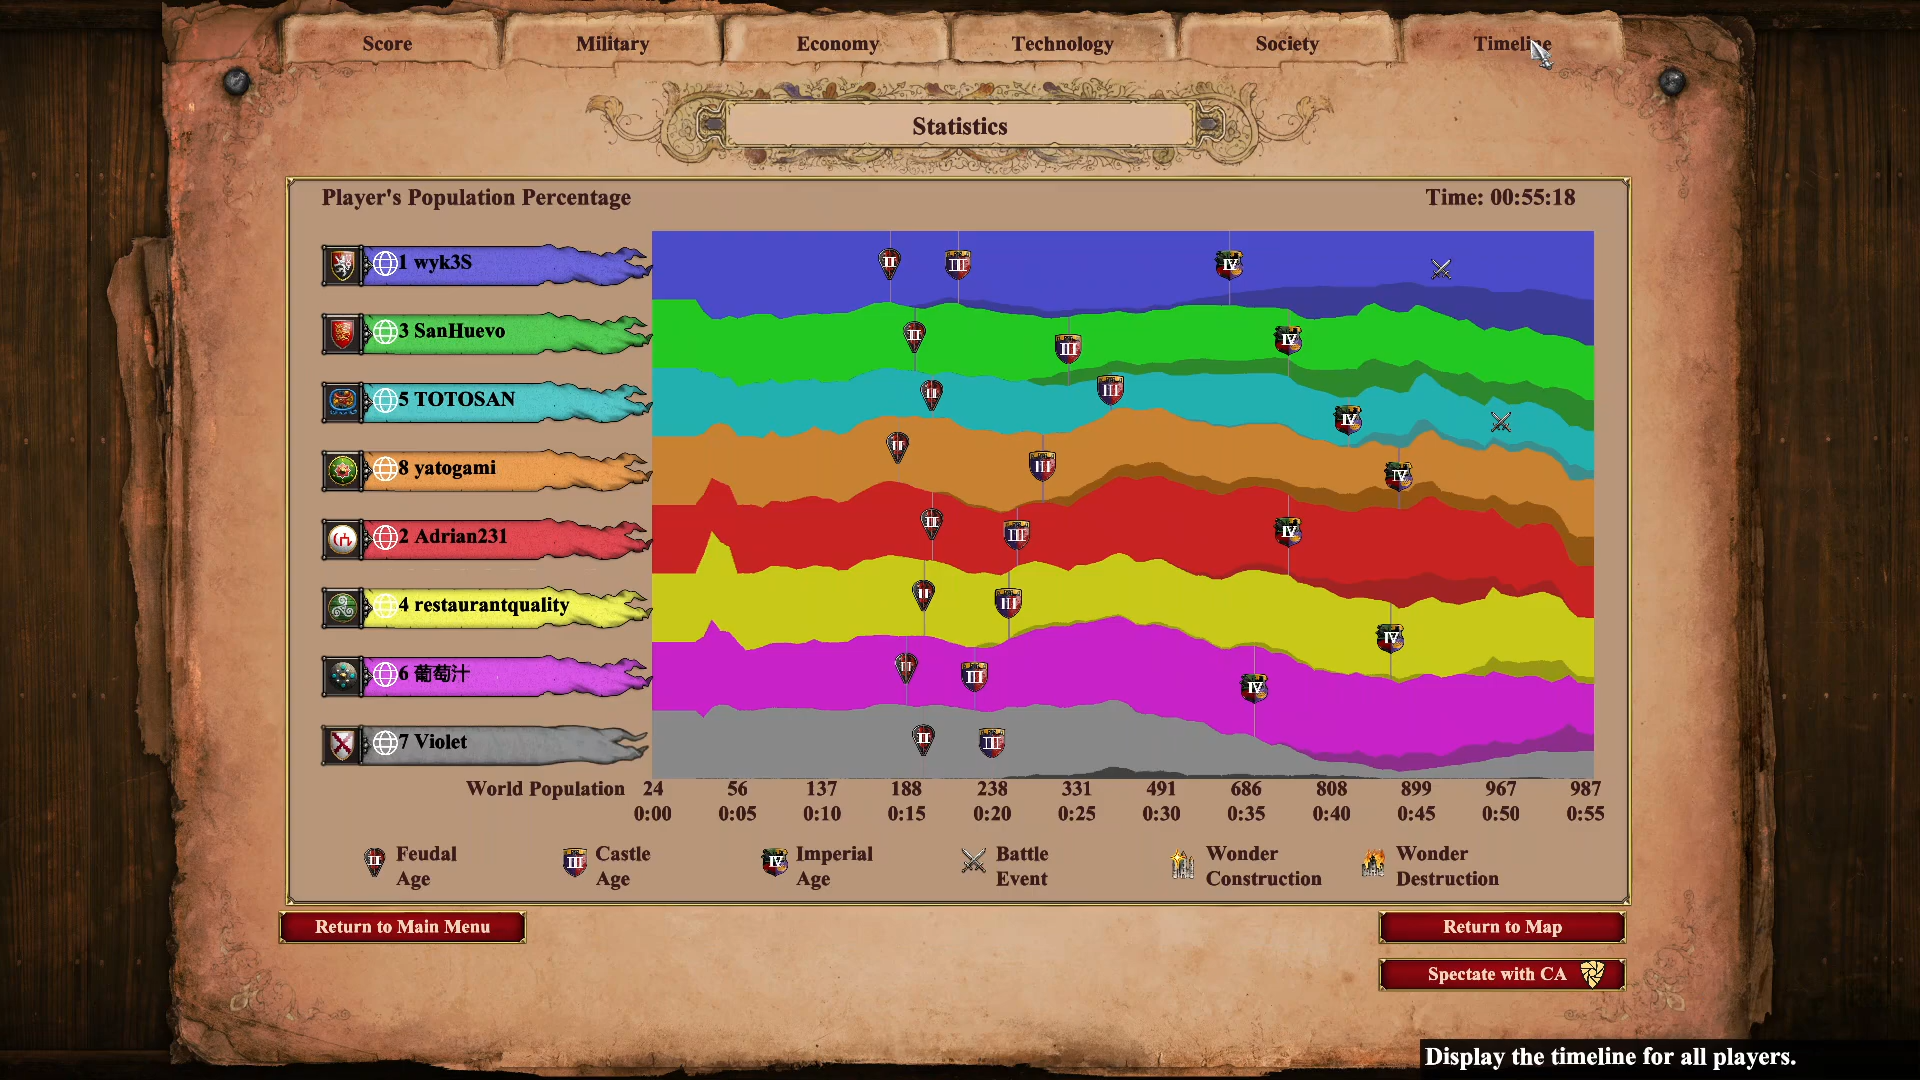 Score Military Economy Technology Society Timeline
Statistics
Player's Population Percentage Time: 00:55:18
1 wyk3S
3 SanHuevo
5 TOTOSAN
8 yatogami
2 Adrian231
4 restaurantquality
6 葡萄汁
7 Violet
World Population 24 56 137 188 238 331 491 686 808 899 967 987
0:00 0:05 0:10 0:15 0:20 0:25 0:30 0:35 0:40 0:45 0:50 0:55
Feudal Age
Castle Age
Imperial Age
Battle Event
Wonder Construction
Wonder Destruction
Return to Main Menu
Return to Map
Spectate with CA
Display the timeline for all players.